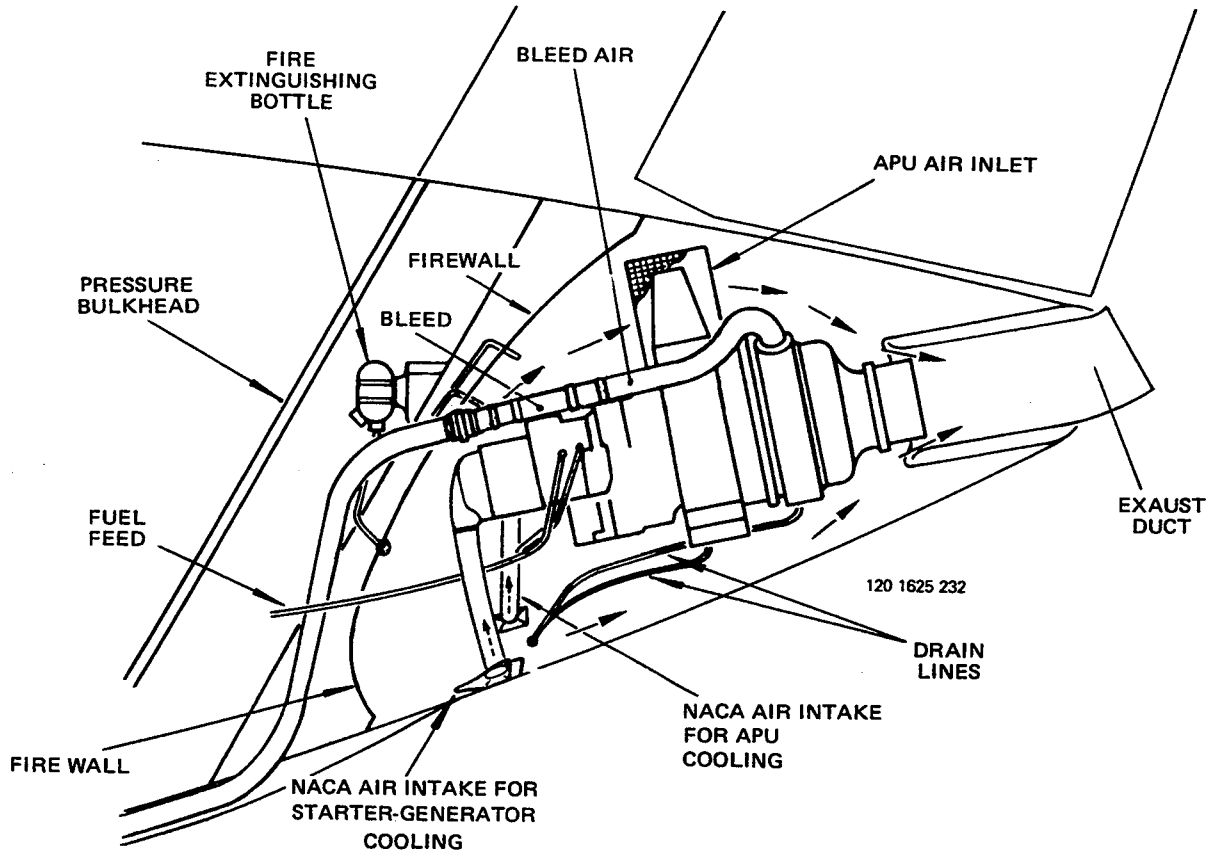 FIRE
EXTINGUISHING
BOTTLE
BLEED AIR
APU AIR INLET
FIREWALL
PRESSURE
BULKHEAD
BLEED
FUEL
FEED
EXAUST
DUCT
120 1625 232
DRAIN
LINES
NACA AIR INTAKE
FOR APU
COOLING
FIRE WALL
NACA AIR INTAKE FOR
STARTER-GENERATOR
COOLING